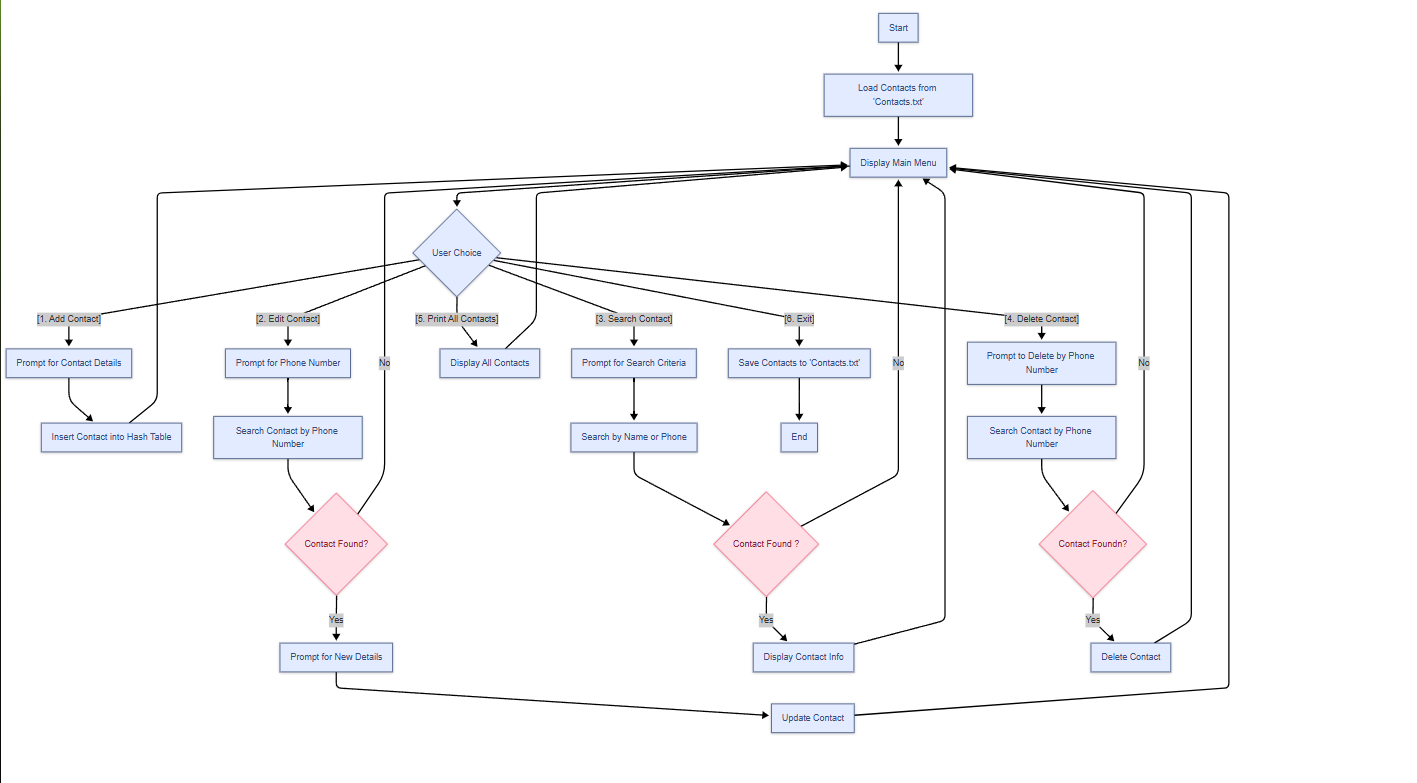 Start
Load Contacts from
'Contacts.txt'
Display Main Menu
User Choice
[1. Add Contact]
[2. Edit Contact]
[5. Print All Contacts]
[3. Search Contact]
[6. Exit]
[4. Delete Contact]
Prompt for Contact Details
Prompt for Phone Number
No
Display All Contacts
Prompt for Search Criteria
Save Contacts to 'Contacts.txt'
No
Prompt to Delete by Phone
Number
No
Insert Contact into Hash Table
Search Contact by Phone
Number
Search by Name or Phone
End
Search Contact by Phone
Number
Contact Found?
Contact Found ?
Contact Foundn?
Yes
Yes
Yes
Prompt for New Details
Display Contact Info
Delete Contact
Update Contact